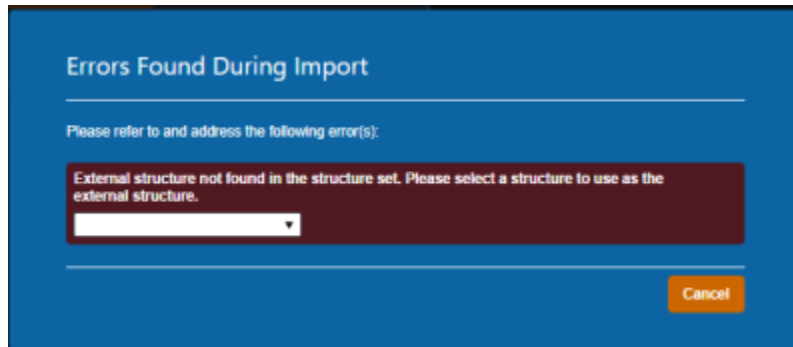 Errors Found During Import
Please refer to and address the following error(s):
External structure not found in the structure set. Please select a structure to use as the
external structure.
Cancel